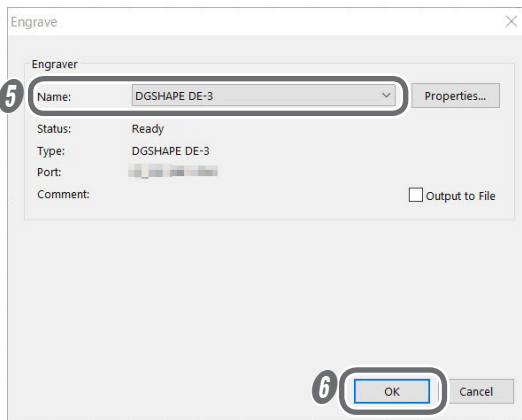 Engrave
Engraver
5 Name: DGSHAPE DE-3 Properties...
Status: Ready
Type: DGSHAPE DE-3
Port:
Comment: Output to File
6 OK Cancel